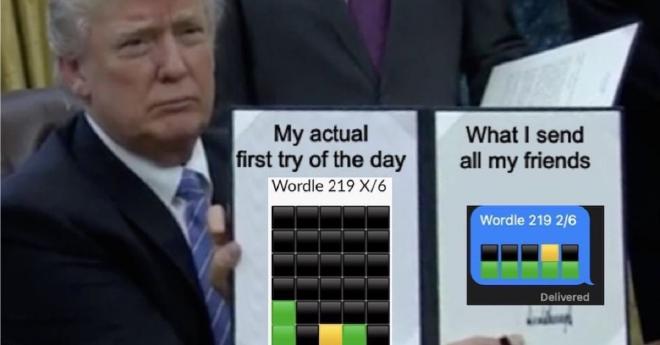 My actual
first try of the day
Wordle 219 X/6
What I send
all my friends
Wordle 219 2/6
Delivered